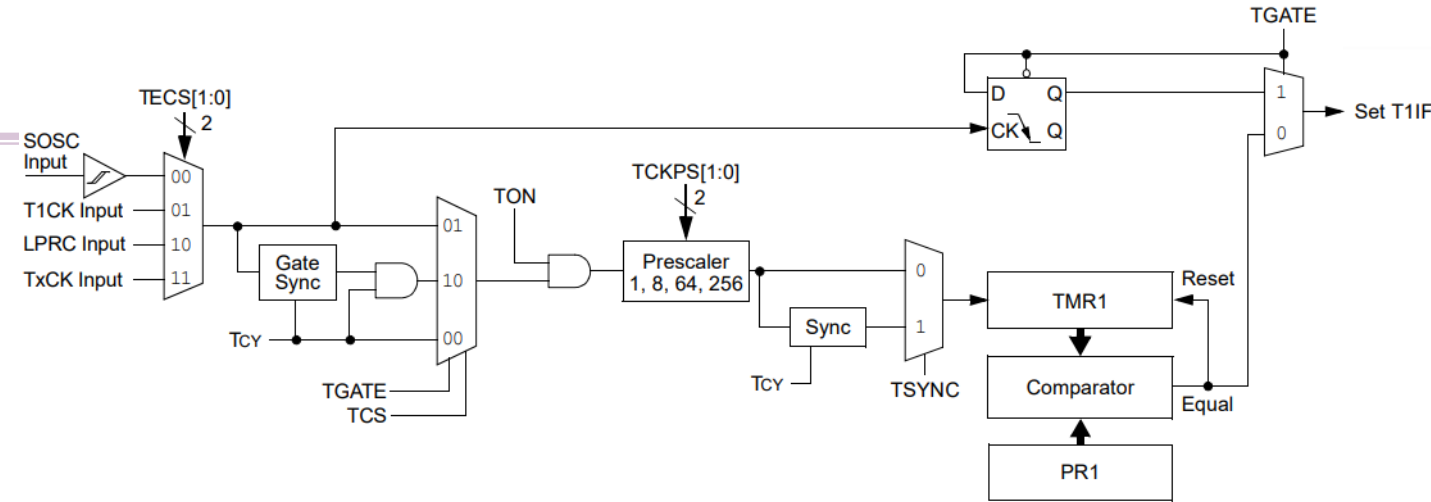 TGATE
TECS[1:0]
2
SOSC
Input
00
T1CK Input
01
LPRC Input
10
TxCK Input
11
D
Q
CK
Q
1
0
Set T1IF
TCKPS[1:0]
2
TON
01
Gate
Sync
10
Prescaler
1, 8, 64, 256
0
1
Sync
TMR1
Reset
TCY
00
TGATE
TCS
TCY
TSYNC
Comparator
Equal
PR1